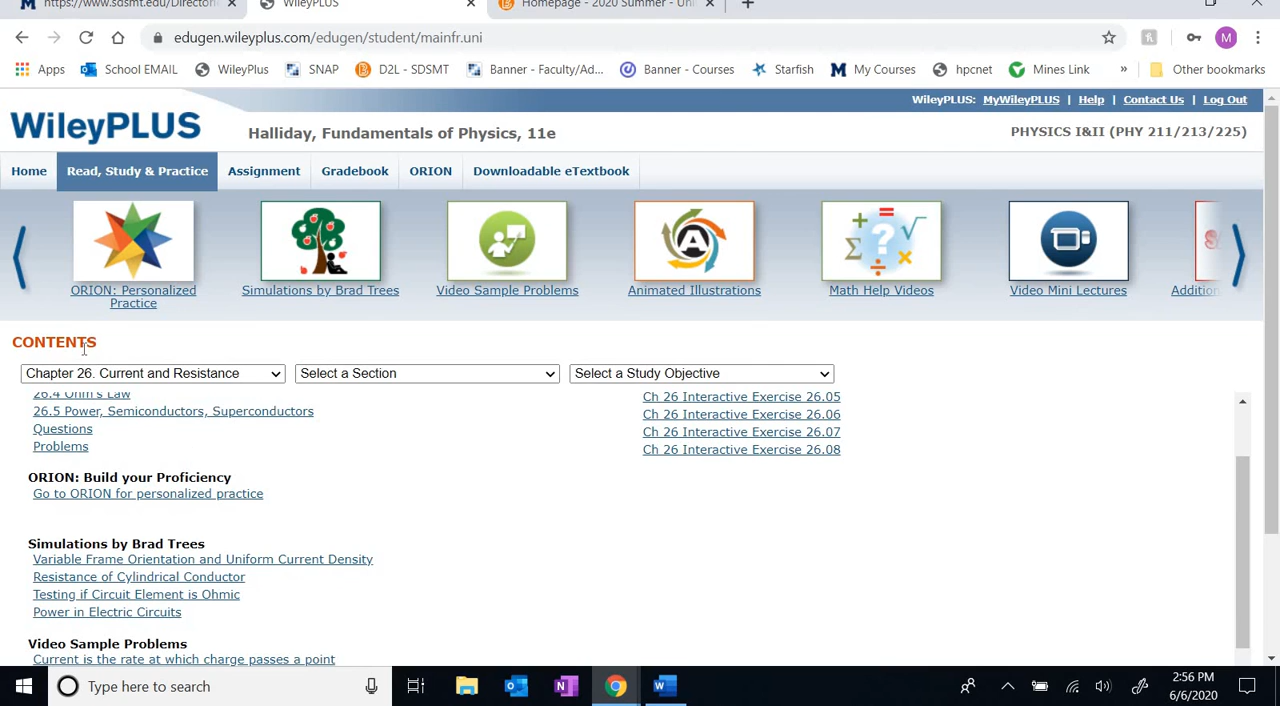 https://www.sdsmt.edu/Directori
WileyPLUS
Homepage - 2020 Summer - Uni
edugen.wileyplus.com/edugen/student/mainfr.uni
M
Apps
School EMAIL
WileyPlus
SNAP
D2L - SDSMT
Banner - Faculty/Ad...
Banner - Courses
Starfish
My Courses
hpcnet
Mines Link
»
Other bookmarks
WileyPLUS: MyWileyPLUS | Help | Contact Us | Log Out
WileyPLUS
Halliday, Fundamentals of Physics, 11e
PHYSICS I&II (PHY 211/213/225)
Home
Read, Study & Practice
Assignment
Gradebook
ORION
Downloadable eTextbook
ORION: Personalized
Practice
Simulations by Brad Trees
Video Sample Problems
A
Animated Illustrations
Math Help Videos
Video Mini Lectures
Addition
CONTENTS
Chapter 26. Current and Resistance
Select a Section
Select a Study Objective
26.4 Ohm's Law
26.5 Power, Semiconductors, Superconductors
Questions
Problems
Ch 26 Interactive Exercise 26.05
Ch 26 Interactive Exercise 26.06
Ch 26 Interactive Exercise 26.07
Ch 26 Interactive Exercise 26.08
ORION: Build your Proficiency
Go to ORION for personalized practice
Simulations by Brad Trees
Variable Frame Orientation and Uniform Current Density
Resistance of Cylindrical Conductor
Testing if Circuit Element is Ohmic
Power in Electric Circuits
Video Sample Problems
Current is the rate at which charge passes a point
Type here to search
2:56 PM
6/6/2020